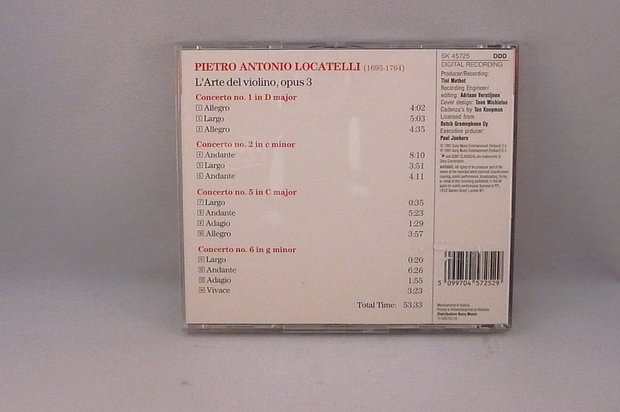 PIETRO ANTONIO LOCATELLI (1695-1764)
L'Arte del violino, opus 3
Concerto no. 1 in D major
1 Allegro 4:02
2 Largo 5:03
3 Allegro 4:35
Concerto no. 2 in c minor
4 Andante 8:10
5 Largo 3:51
6 Andante 4:11
Concerto no. 5 in C major
7 Largo 0:35
8 Andante 5:23
9 Adagio 1:29
Allegro 3:57
Concerto no. 6 in g minor
Largo 0:20
Andante 6:26
Adagio 1:55
Vivace 3:23
Total Time: 53:33
SK 45725 DDD
DIGITAL RECORDING
Producer/Recording:
Tini Mathot
Recording Engineer/
editing: Adriaan Verstijnen
Cover design: Toon Michiels
Cadenza's by Ton Koopman
Licensed from
Dutch Gramophone Cy
Executive producer:
Paul Jankers
5 099704 572529
Manufactured in Austria
Distribution Sony Music